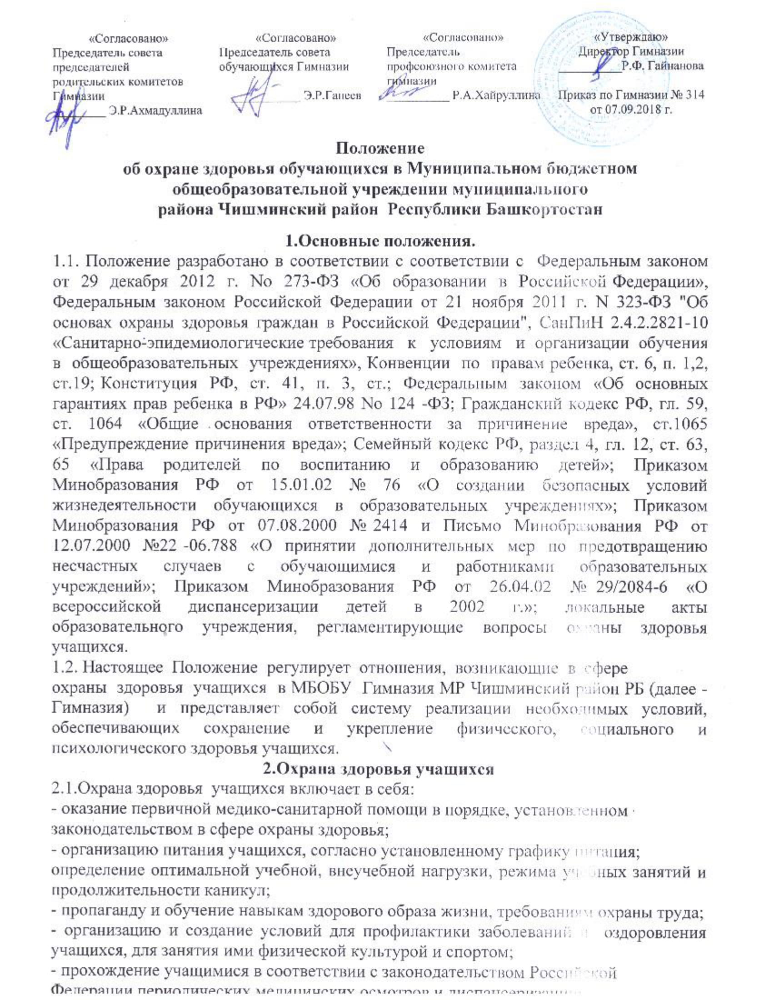 «Согласовано»
Председатель совета
председателей
родительских комитетов
Гимназии
Э.Р.Ахмадуллина
«Согласовано»
Председатель совета
обучающихся Гимназии
Э.Р.Ганеев
«Согласовано»
Председатель
профсоюзного комитета
гимназии
Р.А.Хайруллина
«Утверждаю»
Директор Гимназии
Р.Ф. Гайнанова
Приказ по Гимназии № 314
от 07.09.2018 г.
Положение
об охране здоровья обучающихся в Муниципальном бюджетном
общеобразовательной учреждении муниципального
района Чишминский район Республики Башкортостан
1.Основные положения.
1.1. Положение разработано в соответствии с соответствии с Федеральным законом
от 29 декабря 2012 г. No 273-ФЗ «Об образовании в Российской Федерации»,
Федеральным законом Российской Федерации от 21 ноября 2011 г. N 323-ФЗ "Об
основах охраны здоровья граждан в Российской Федерации", СанПиН 2.4.2.2821-10
«Санитарно-эпидемиологические требования к условиям и организации обучения
в общеобразовательных учреждениях», Конвенции по правам ребенка, ст. 6, п. 1,2,
ст.19; Конституция РФ, ст. 41, п. 3, ст.; Федеральным законом «Об основных
гарантиях прав ребенка в РФ» 24.07.98 No 124 -ФЗ; Гражданский кодекс РФ, гл. 59,
ст. 1064 «Общие основания ответственности за причинение вреда», ст.1065
«Предупреждение причинения вреда»; Семейный кодекс РФ, раздел 4, гл. 12, ст. 63,
65 «Права родителей по воспитанию и образованию детей»; Приказом
Минобразования РФ от 15.01.02 № 76 «О создании безопасных условий
жизнедеятельности обучающихся в образовательных учреждениях»; Приказом
Минобразования РФ от 07.08.2000 № 2414 и Письмо Минобразования РФ от
12.07.2000 №22 -06.788 «О принятии дополнительных мер по предотвращению
несчастных случаев с обучающимися и работниками образовательных
учреждений»; Приказом Минобразования РФ от 26.04.02 № 29/2084-6 «О
всероссийской диспансеризации детей в 2002 г.»; локальные акты
образовательного учреждения, регламентирующие вопросы охраны здоровья
учащихся.
1.2. Настоящее Положение регулирует отношения, возникающие в сфере
охраны здоровья учащихся в МБОБУ Гимназия МР Чишминский район РБ (далее -
Гимназия) и представляет собой систему реализации необходимых условий,
обеспечивающих сохранение и укрепление физического, социального и
психологического здоровья учащихся.
2.Охрана здоровья учащихся
2.1.Охрана здоровья учащихся включает в себя:
- оказание первичной медико-санитарной помощи в порядке, установленном
законодательством в сфере охраны здоровья;
- организацию питания учащихся, согласно установленному графику питания;
определение оптимальной учебной, внеучебной нагрузки, режима учебных занятий и
продолжительности каникул;
- пропаганду и обучение навыкам здорового образа жизни, требованиям охраны труда;
- организацию и создание условий для профилактики заболеваний и оздоровления
учащихся, для занятия ими физической культурой и спортом;
- прохождение учащимися в соответствии с законодательством Российской
Федерации периодических медицинских осмотров и диспансеризации